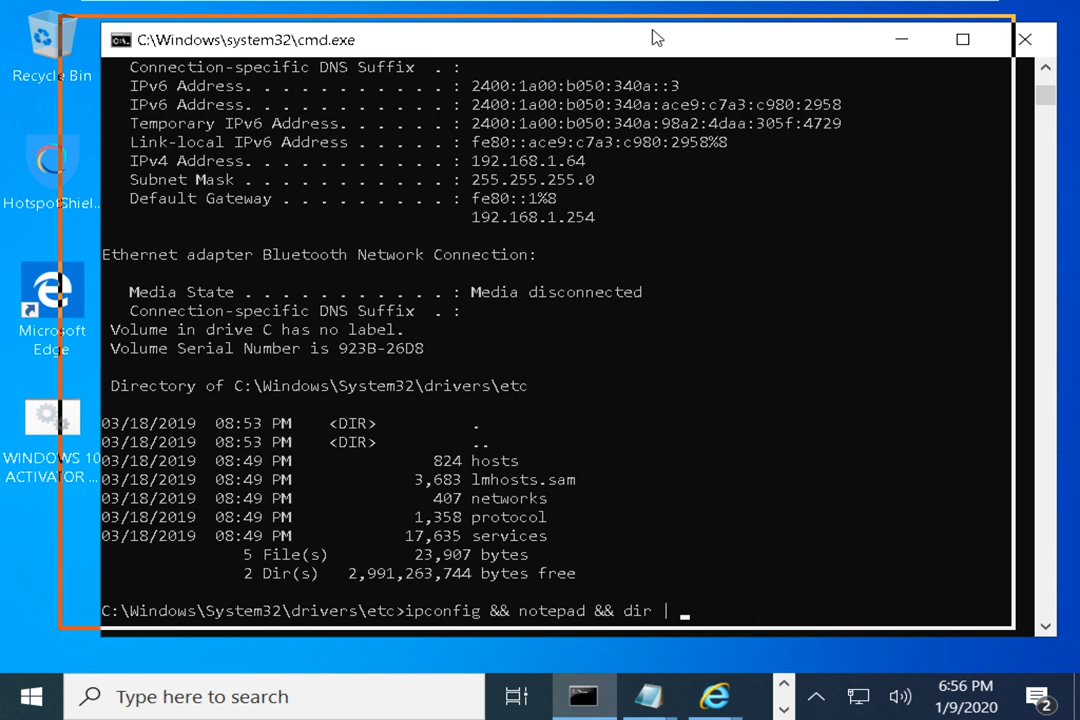 Recycle Bin
HotspotShiel...
Microsoft
Edge
WINDOWS 10
ACTIVATOR ...
C:\Windows\system32\cmd.exe
Connection-specific DNS Suffix . :
IPv6 Address. . . . . . . . . . . : 2400:1a00:b050:340a::3
IPv6 Address. . . . . . . . . . . : 2400:1a00:b050:340a:ace9:c7a3:c980:2958
Temporary IPv6 Address. . . . . . : 2400:1a00:b050:340a:98a2:4daa:305f:4729
Link-local IPv6 Address . . . . . : fe80::ace9:c7a3:c980:2958%8
IPv4 Address. . . . . . . . . . . : 192.168.1.64
Subnet Mask . . . . . . . . . . . : 255.255.255.0
Default Gateway . . . . . . . . . : fe80::1%8
192.168.1.254
Ethernet adapter Bluetooth Network Connection:
Media State . . . . . . . . . . . : Media disconnected
Connection-specific DNS Suffix . :
Volume in drive C has no label.
Volume Serial Number is 923B-26D8
Directory of C:\Windows\System32\drivers\etc
03/18/2019 08:53 PM <DIR> .
03/18/2019 08:53 PM <DIR> ..
03/18/2019 08:49 PM 824 hosts
03/18/2019 08:49 PM 3,683 lmhosts.sam
03/18/2019 08:49 PM 407 networks
03/18/2019 08:49 PM 1,358 protocol
03/18/2019 08:49 PM 17,635 services
5 File(s) 23,907 bytes
2 Dir(s) 2,991,263,744 bytes free
C:\Windows\System32\drivers\etc>ipconfig && notepad && dir | _
Type here to search
6:56 PM
1/9/2020
2